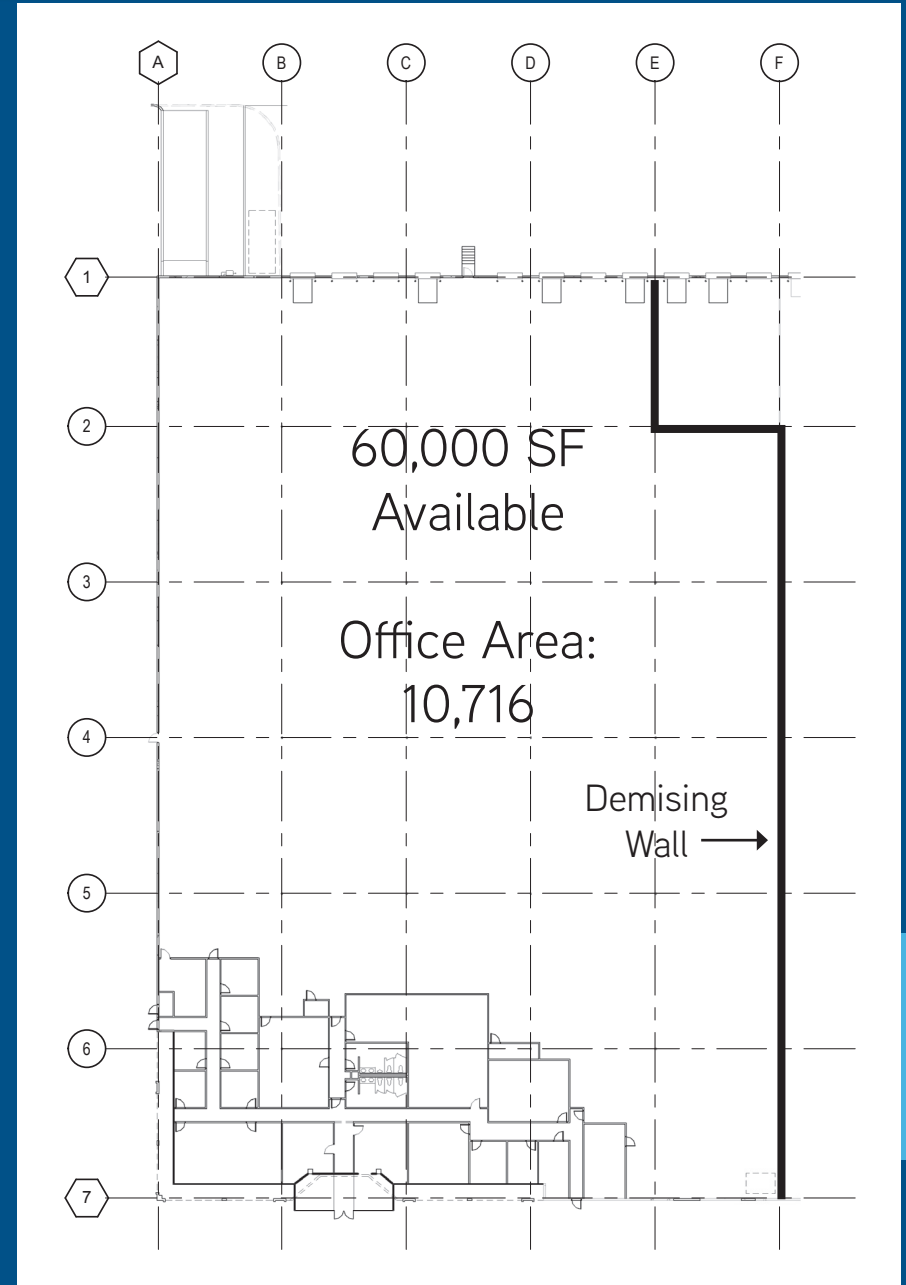 A
B
C
D
E
F
1
2
60,000 SF
Available
3
Office Area:
10,716
4
Demising
Wall
5
6
7